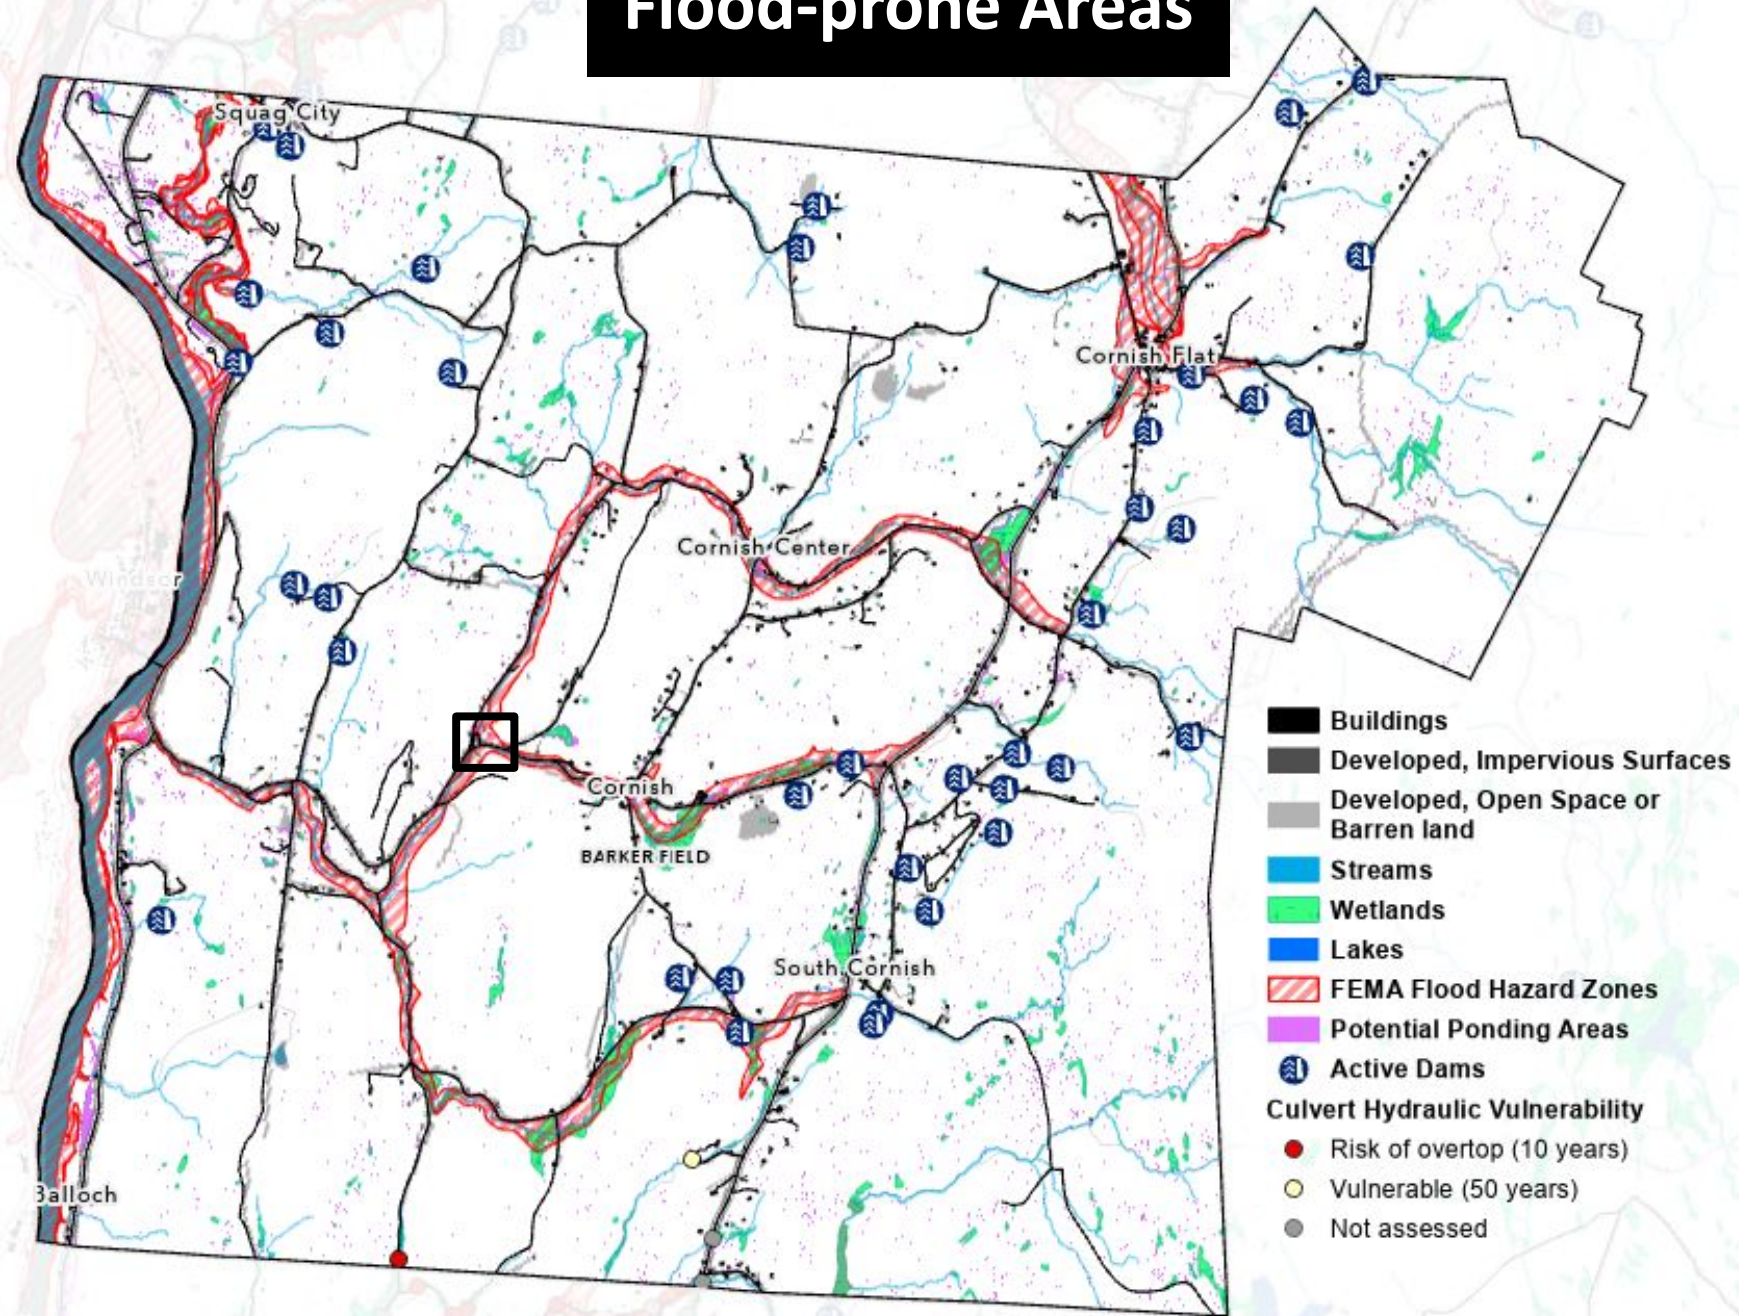 Flood-prone Areas
Squag City
Cornish Flat
Cornish Center
Windsor
Cornish
BARKER FIELD
South Cornish
Balloch
Buildings
Developed, Impervious Surfaces
Developed, Open Space or
Barren land
Streams
Wetlands
Lakes
FEMA Flood Hazard Zones
Potential Ponding Areas
Active Dams
Culvert Hydraulic Vulnerability
Risk of overtop (10 years)
Vulnerable (50 years)
Not assessed